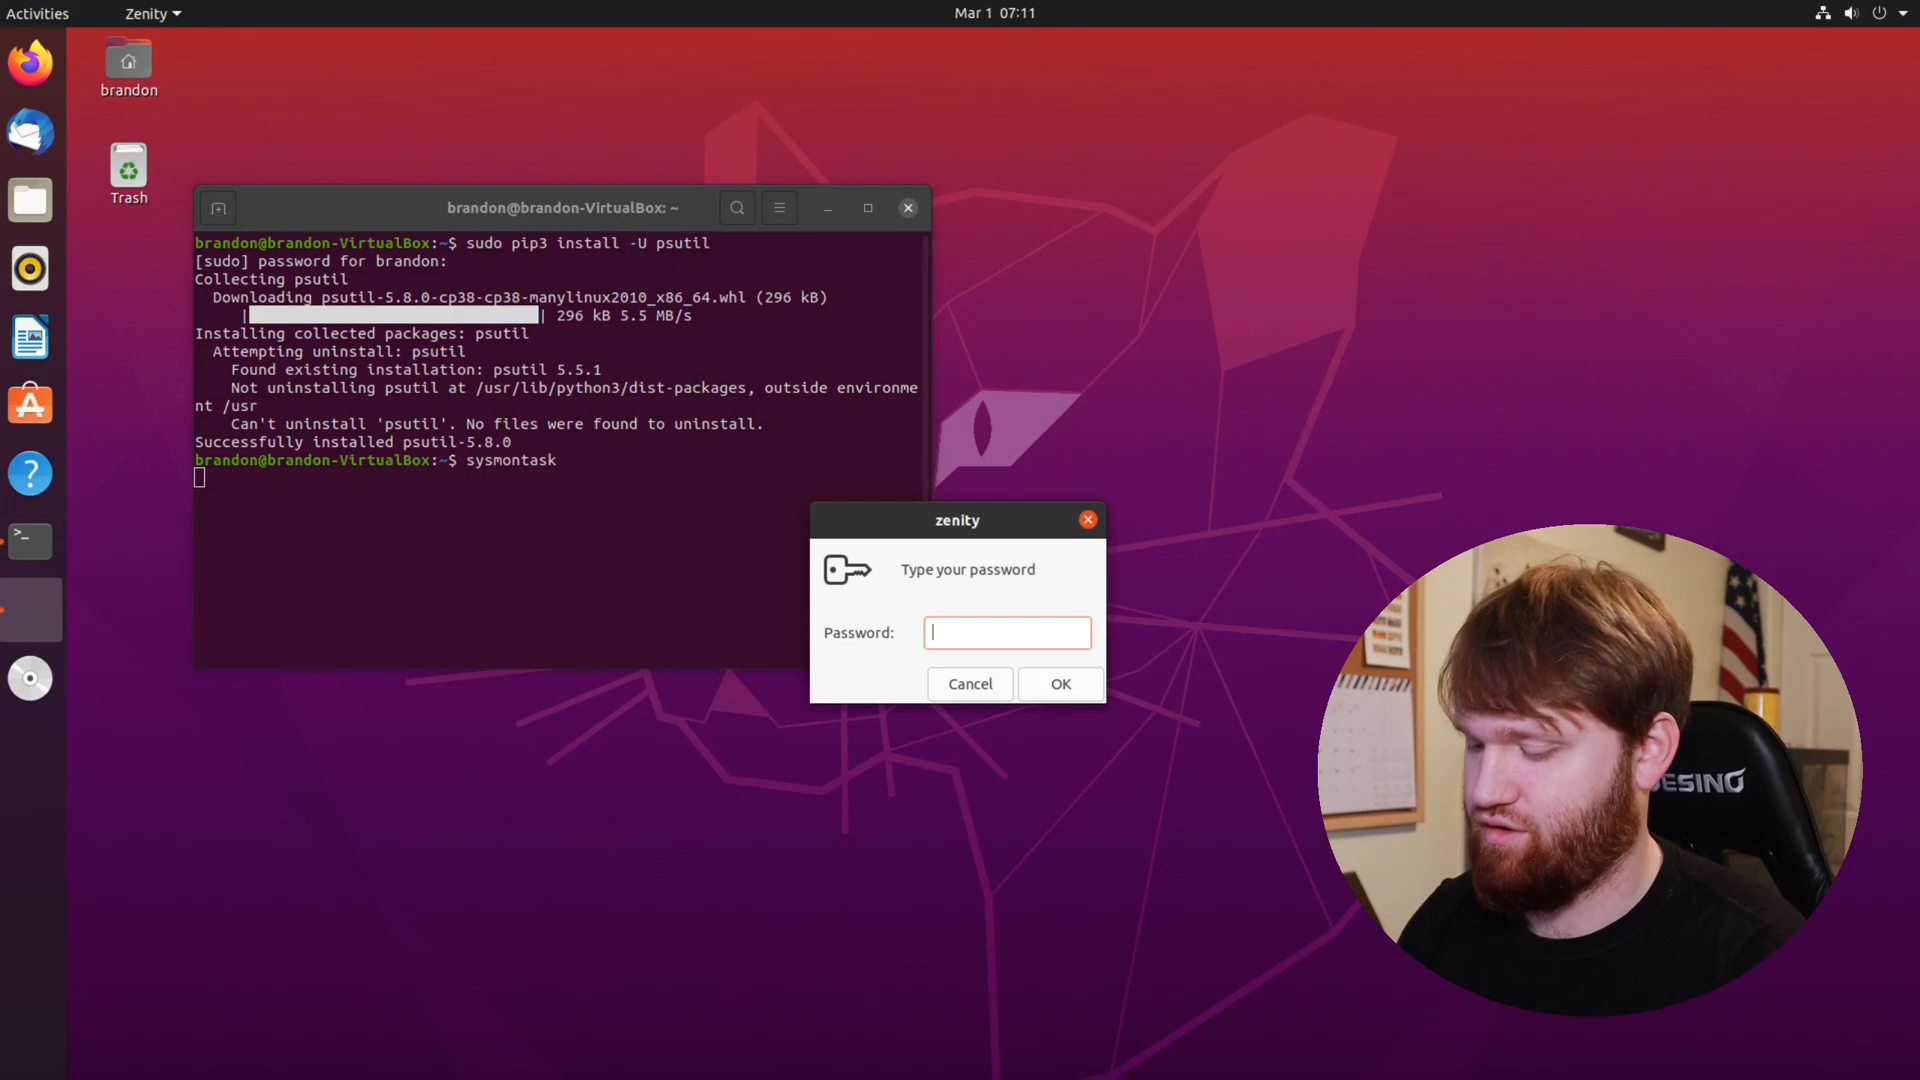 Activities
Zenity
Mar 1 07:11
brandon
Trash
brandon@brandon-VirtualBox: ~
brandon@brandon-VirtualBox:~$ sudo pip3 install -U psutil
[sudo] password for brandon:
Collecting psutil
Downloading psutil-5.8.0-cp38-cp38-manylinux2010_x86_64.whl (296 kB)
| | 296 kB 5.5 MB/s
Installing collected packages: psutil
Attempting uninstall: psutil
Found existing installation: psutil 5.5.1
Not uninstalling psutil at /usr/lib/python3/dist-packages, outside environme
nt /usr
Can't uninstall 'psutil'. No files were found to uninstall.
Successfully installed psutil-5.8.0
brandon@brandon-VirtualBox:~$ sysmontask
zenity
Type your password
Password:
Cancel
OK